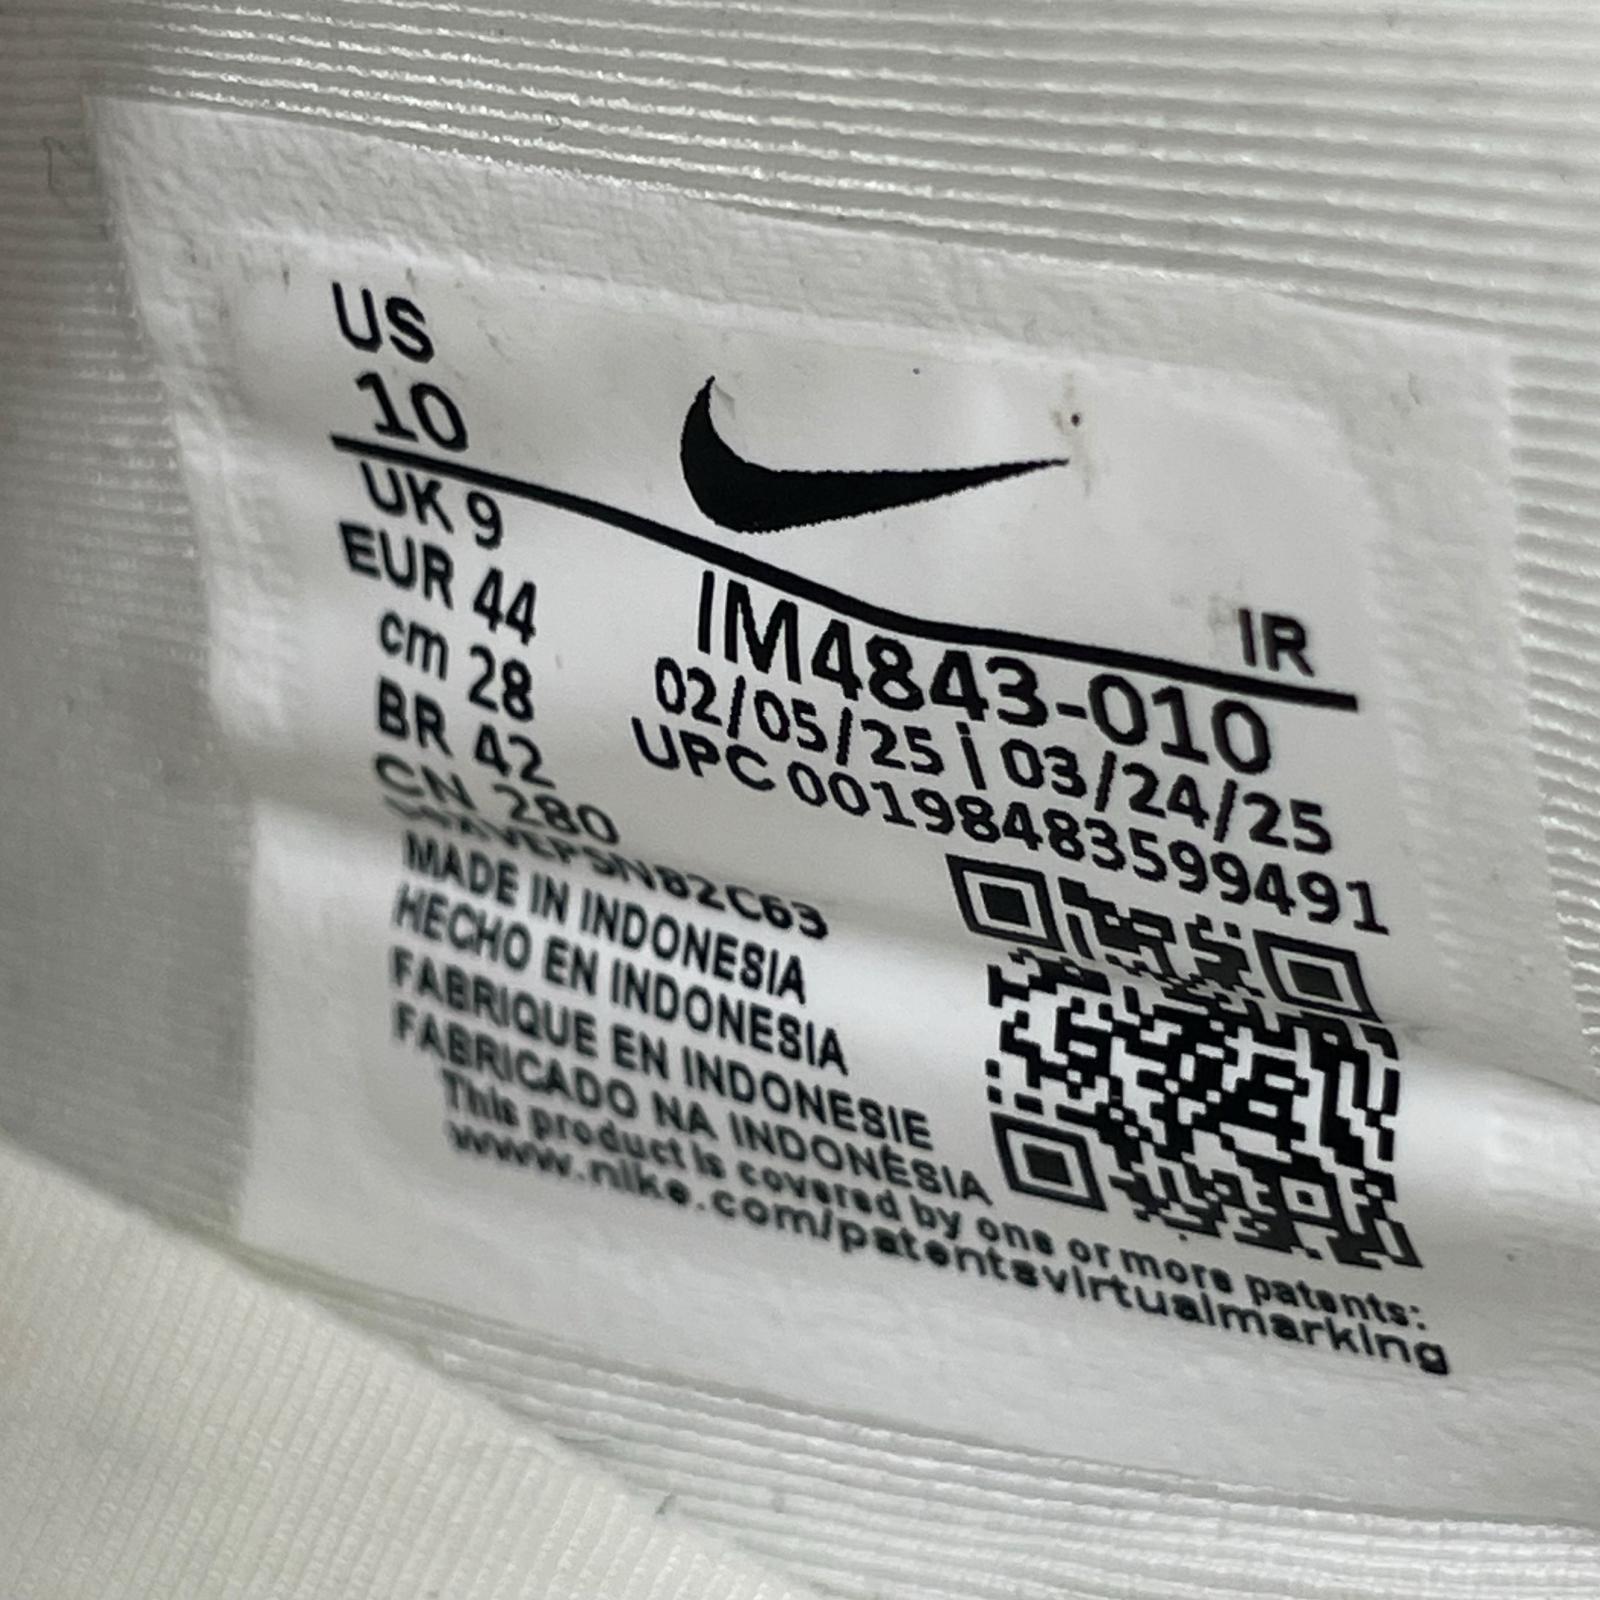 US
10
UK 9
EUR 44
cm 28
BR 42
CN 280
IR
IM4843-010
02/05/25 | 03/24/25
UPC 00198483599491
MADE IN INDONESIA
HECHO EN INDONESIA
FABRIQUE EN INDONESIE
FABRICADO NA INDONÉSIA
This product is covered by one or more patents:
www.nike.com/patentsvirtualmarking